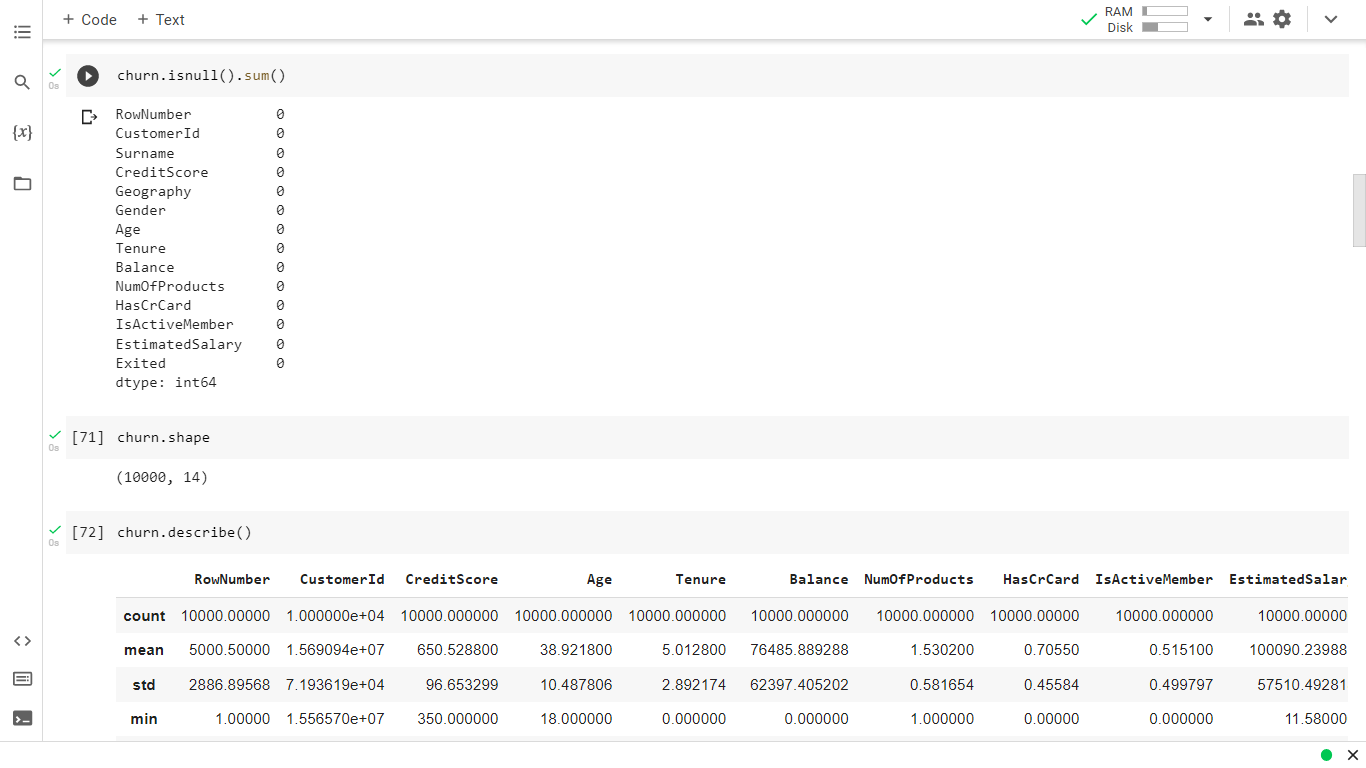 + Code + Text
RAM
Disk
0s
churn.isnull().sum()
RowNumber 0
CustomerId 0
Surname 0
CreditScore 0
Geography 0
Gender 0
Age 0
Tenure 0
Balance 0
NumOfProducts 0
HasCrCard 0
IsActiveMember 0
EstimatedSalary 0
Exited 0
dtype: int64
0s
[71] churn.shape
(10000, 14)
0s
[72] churn.describe()
RowNumber CustomerId CreditScore Age Tenure Balance NumOfProducts HasCrCard IsActiveMember EstimatedSalar
count 10000.00000 1.000000e+04 10000.000000 10000.000000 10000.000000 10000.000000 10000.000000 10000.00000 10000.000000 10000.00000
mean 5000.50000 1.569094e+07 650.528800 38.921800 5.012800 76485.889288 1.530200 0.70550 0.515100 100090.23988
std 2886.89568 7.193619e+04 96.653299 10.487806 2.892174 62397.405202 0.581654 0.45584 0.499797 57510.49281
min 1.00000 1.556570e+07 350.000000 18.000000 0.000000 0.000000 1.000000 0.00000 0.000000 11.58000